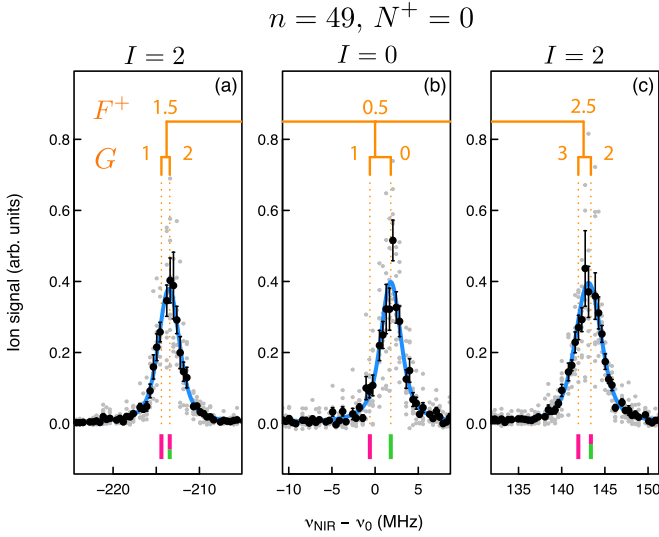 n = 49, N⁺ = 0
I = 2
I = 0
I = 2
(a)
(b)
(c)
F⁺
1.5
0.5
2.5
G
1
2
1
0
3
2
Ion signal (arb. units)
0.8
0.6
0.4
0.2
0.0
−220
−210
−10
−5
0
5
135
140
145
150
ν_NIR − ν_0 (MHz)